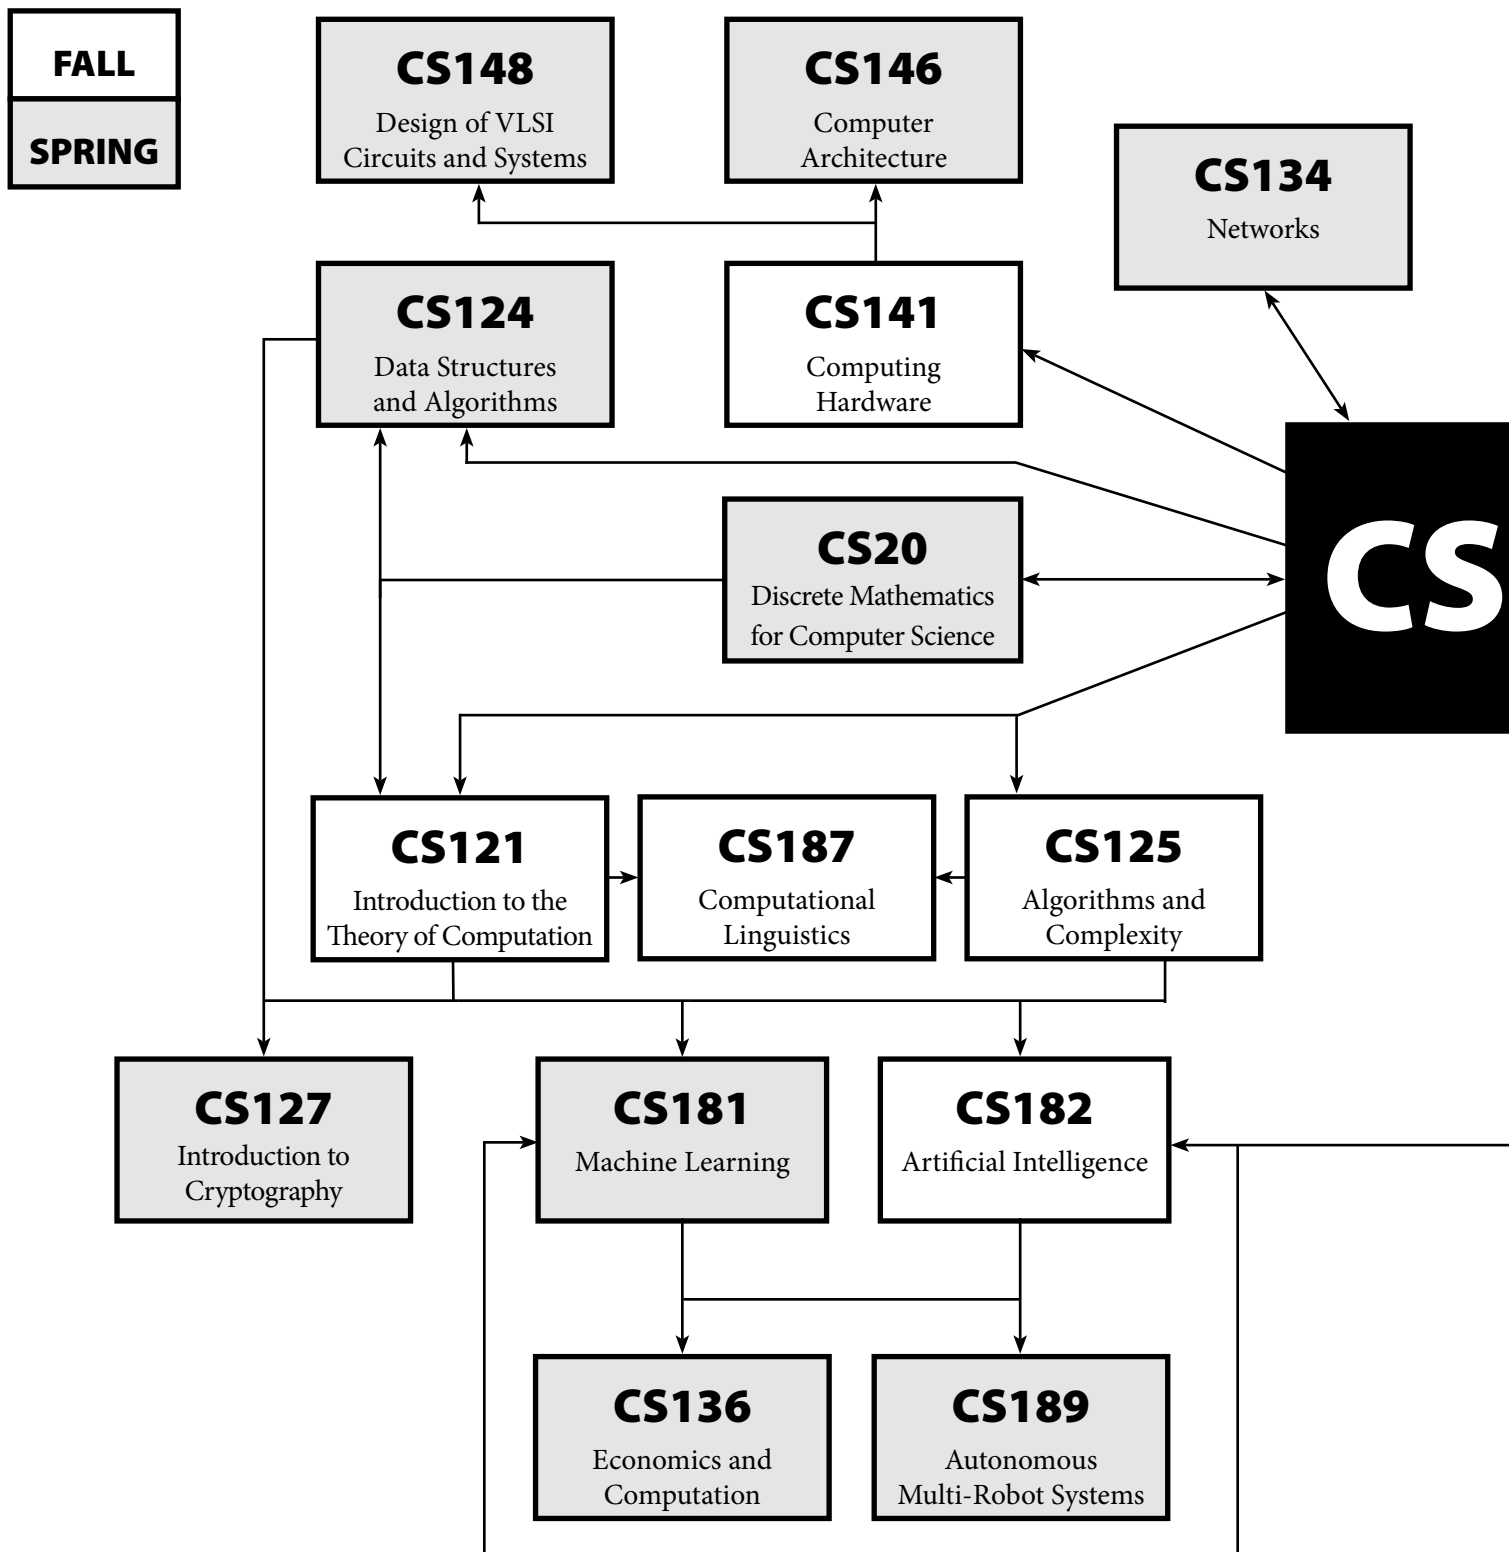 FALL
SPRING
CS148
Design of VLSI
Circuits and Systems
CS146
Computer
Architecture
CS134
Networks
CS124
Data Structures
and Algorithms
CS141
Computing
Hardware
CS20
Discrete Mathematics
for Computer Science
CS
CS121
Introduction to the
Theory of Computation
CS187
Computational
Linguistics
CS125
Algorithms and
Complexity
CS127
Introduction to
Cryptography
CS181
Machine Learning
CS182
Artificial Intelligence
CS136
Economics and
Computation
CS189
Autonomous
Multi-Robot Systems